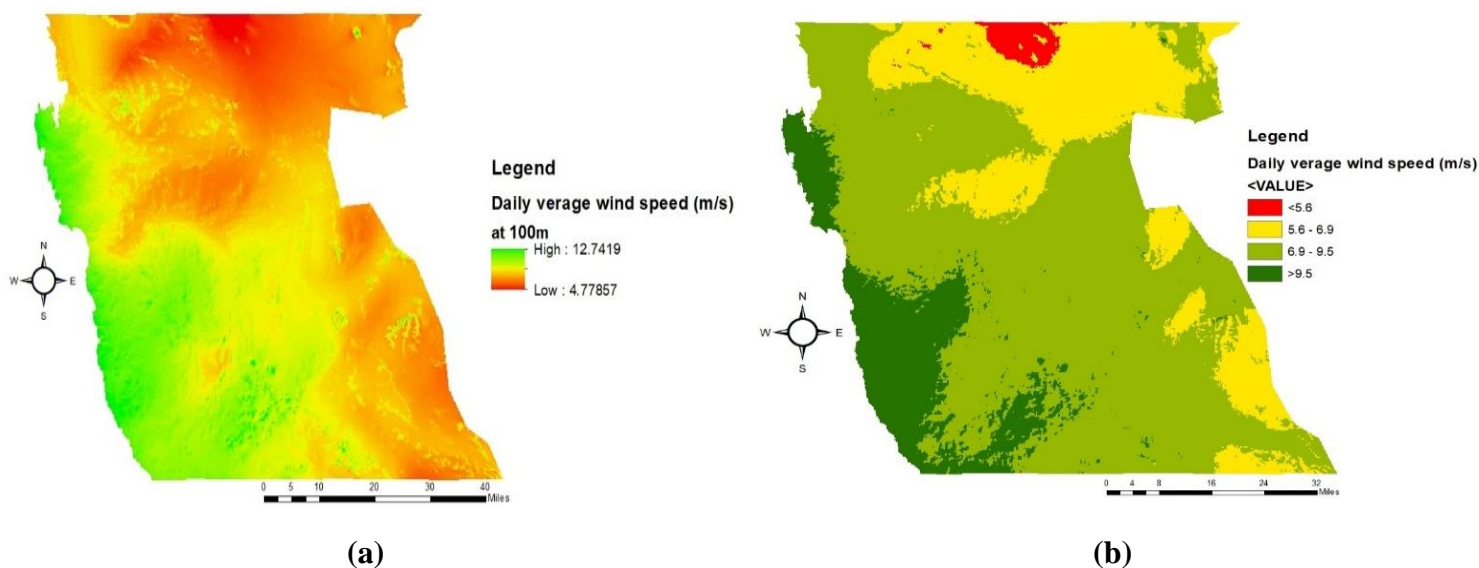 Legend
Daily verage wind speed (m/s)
at 100m
High : 12.7419
Low : 4.77857
N
W E
S
0 5 10 20 30 40
Miles
(a)
Legend
Daily verage wind speed (m/s)
<VALUE>
<5.6
5.6 - 6.9
6.9 - 9.5
>9.5
N
W E
S
0 4 8 16 24 32
Miles
(b)